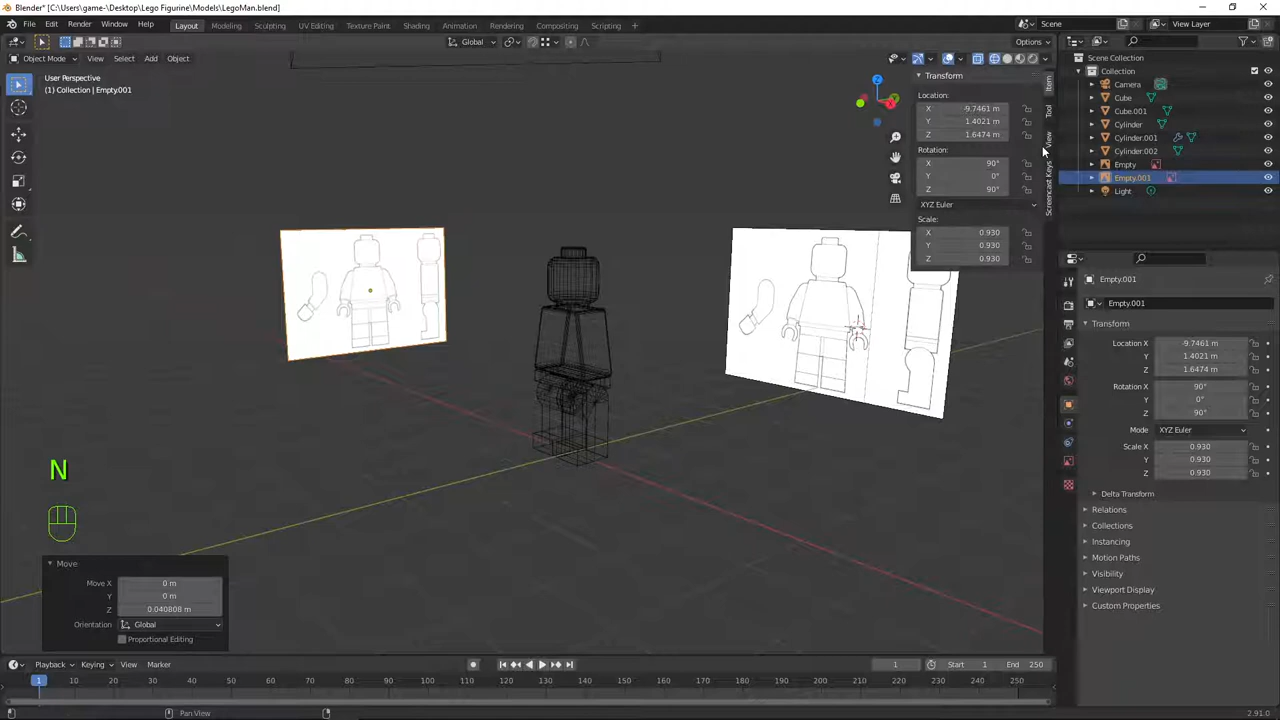 Blender* [C:\Users\game-\Desktop\Lego Figurine\Models\LegoMan.blend]
File Edit Render Window Help Layout Modeling Sculpting UV Editing Texture Paint Shading Animation Rendering Compositing Scripting + Scene View Layer
Global Options
Object Mode View Select Add Object
User Perspective
(1) Collection | Empty.001
Transform
Location:
X -9.7461 m
Y 1.4021 m
Z 1.6474 m
Rotation:
X 90°
Y 0°
Z 90°
XYZ Euler
Scale:
X 0.930
Y 0.930
Z 0.930
Item
Tool
View
Screencast Keys
Scene Collection
Collection
Camera
Cube
Cube.001
Cylinder
Cylinder.001
Cylinder.002
Empty
Empty.001
Light
Empty.001
Empty.001
Transform
Location X -9.7461 m
Y 1.4021 m
Z 1.6474 m
Rotation X 90°
Y 0°
Z 90°
Mode XYZ Euler
Scale X 0.930
Y 0.930
Z 0.930
Delta Transform
Relations
Collections
Instancing
Motion Paths
Visibility
Viewport Display
Custom Properties
N
Move
Move X 0 m
Y 0 m
Z 0.040808 m
Orientation Global
Proportional Editing
Playback Keying View Marker 1 Start 1 End 250
1 10 20 30 40 50 60 70 80 90 100 110 120 130 140 150 160 170 180 190 200 210 220 230 240 250
Pan View 2.91.0